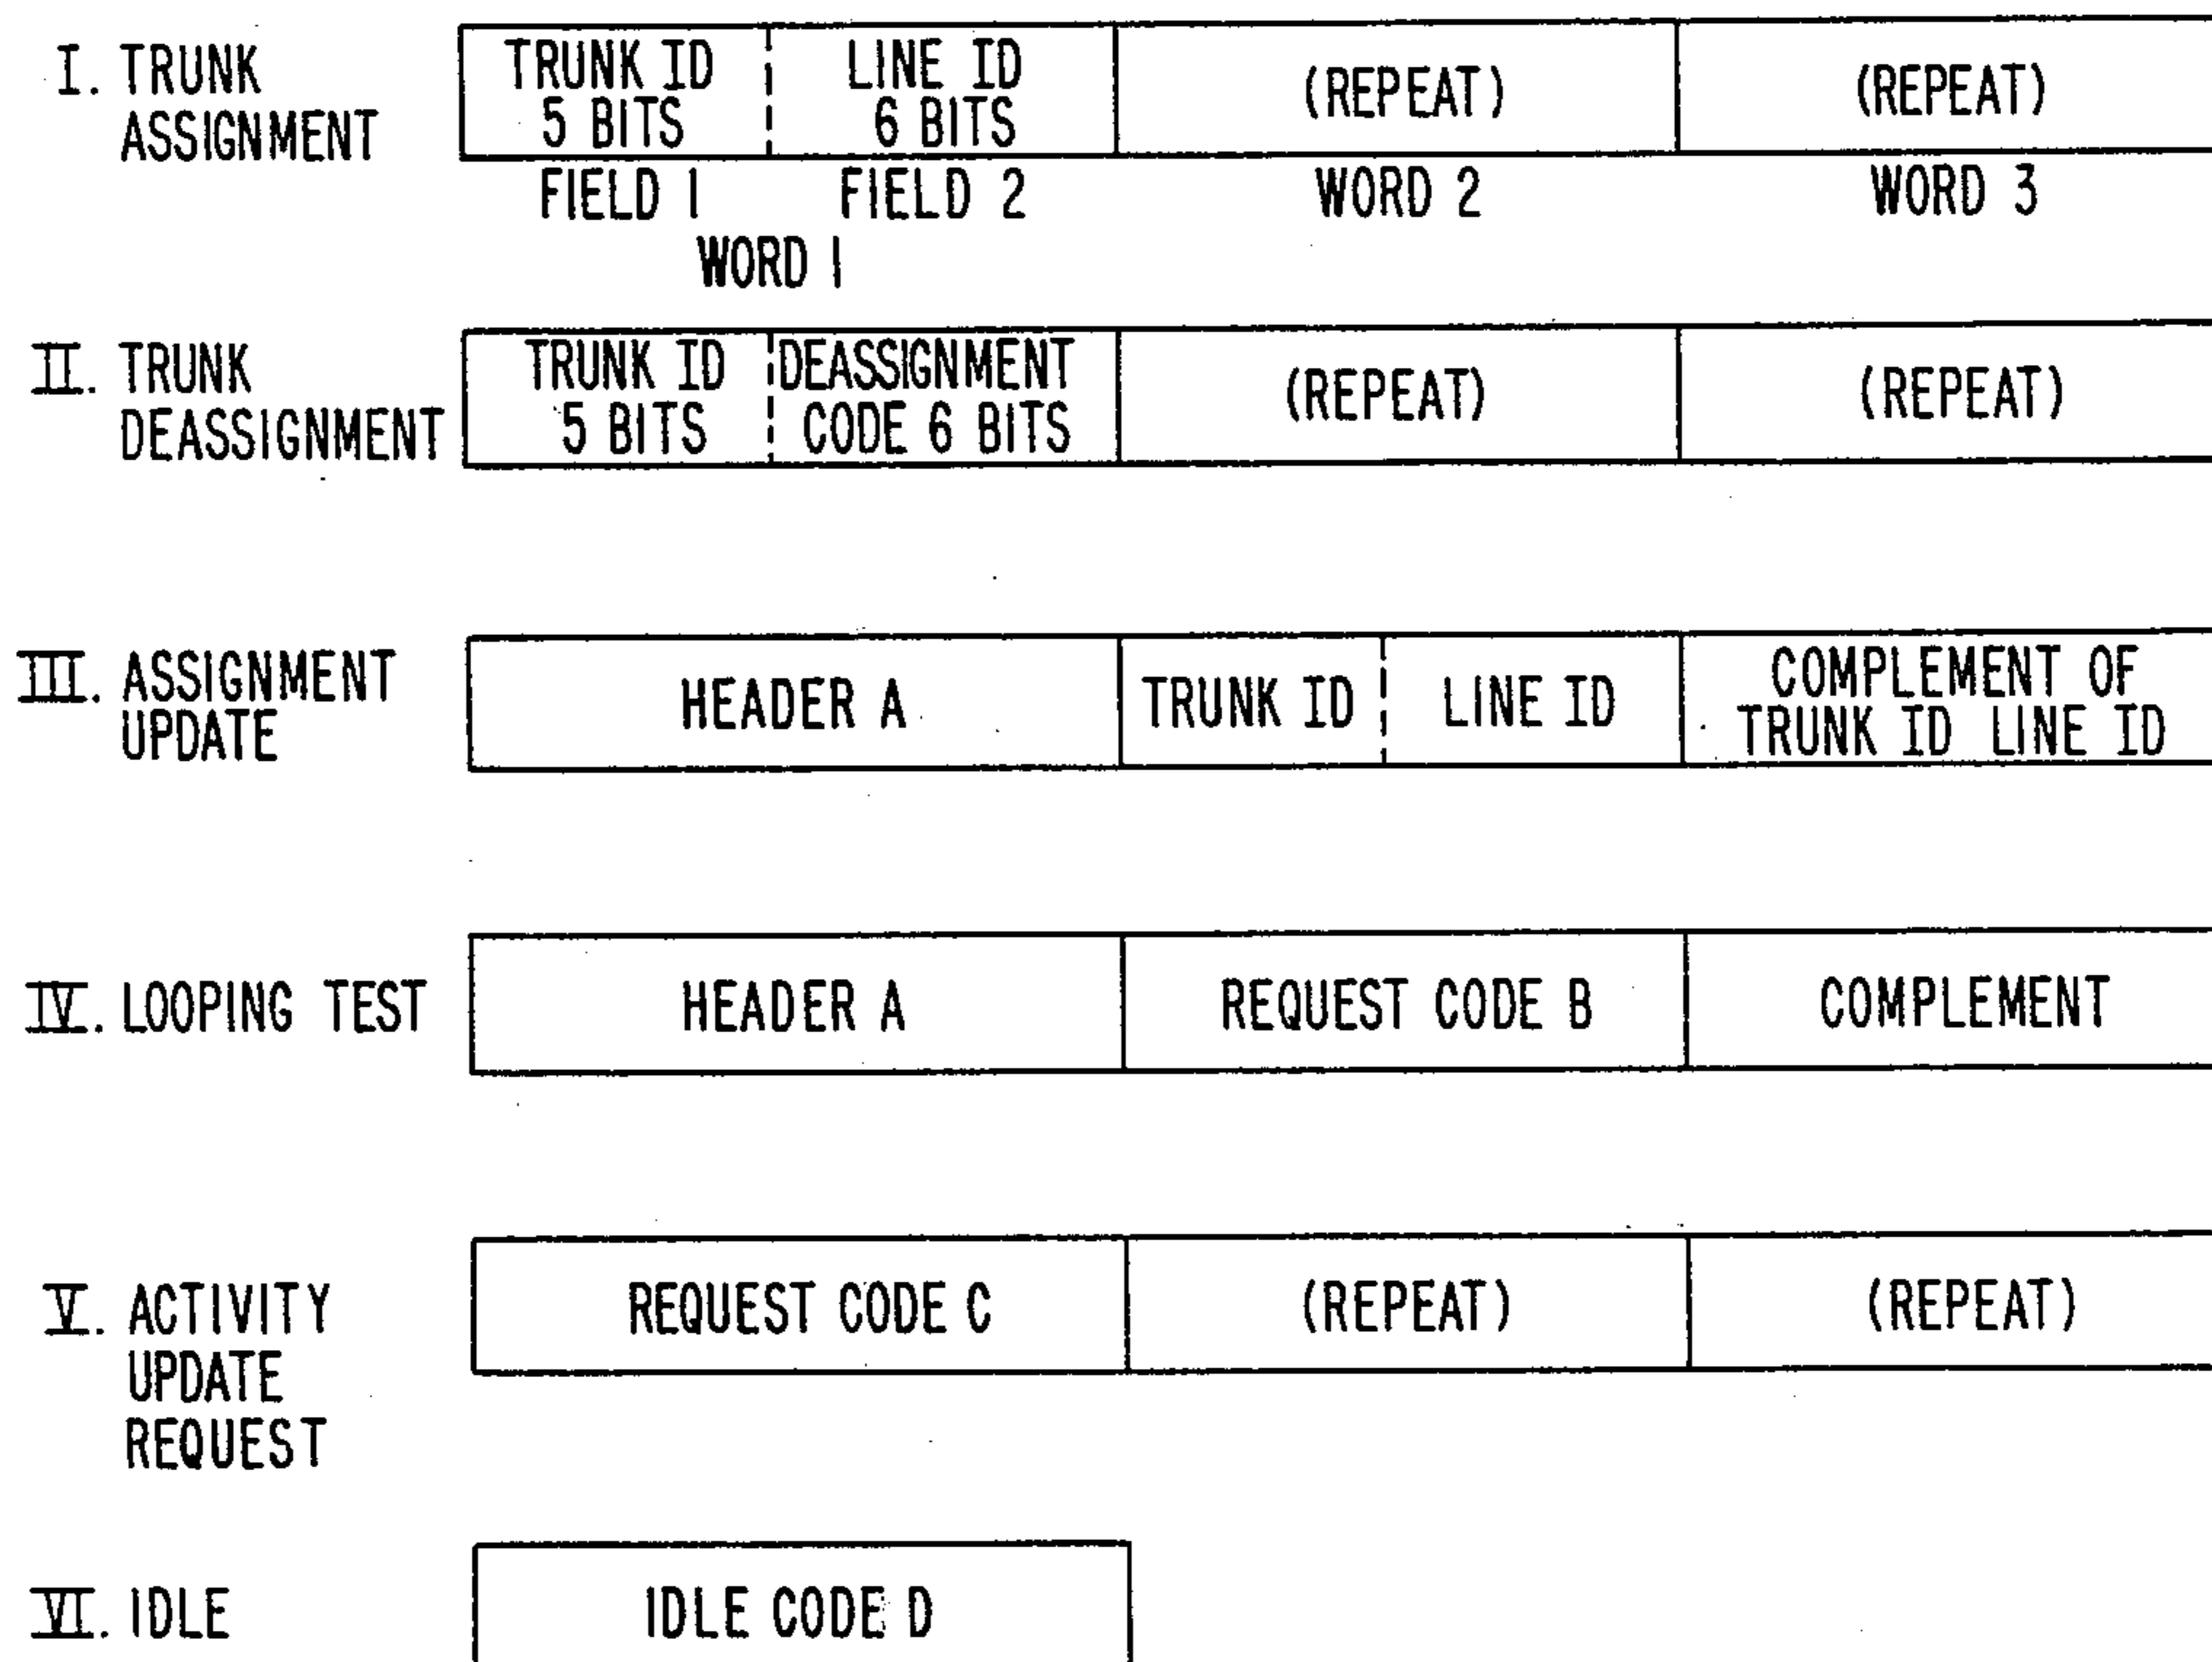 I. TRUNK
ASSIGNMENT
TRUNK ID
5 BITS
LINE ID
6 BITS
(REPEAT)
(REPEAT)
FIELD 1
FIELD 2
WORD 2
WORD 3
WORD 1
II. TRUNK
DEASSIGNMENT
TRUNK ID
5 BITS
DEASSIGNMENT
CODE 6 BITS
(REPEAT)
(REPEAT)
III. ASSIGNMENT
UPDATE
HEADER A
TRUNK ID
LINE ID
COMPLEMENT OF
TRUNK ID LINE ID
IV. LOOPING TEST
HEADER A
REQUEST CODE B
COMPLEMENT
V. ACTIVITY
UPDATE
REQUEST
REQUEST CODE C
(REPEAT)
(REPEAT)
VI. IDLE
IDLE CODE D